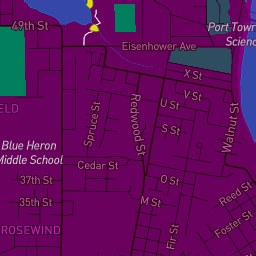 49th St
Eisenhower Ave
Port Town
Scienc
X St
V St
U St
Redwood St
Spruce St
S St
Walnut St
ELD
Blue Heron
Middle School
Cedar St
37th St
O St
35th St
M St
Reed St
Foster St
ROSEWIND
Fir St